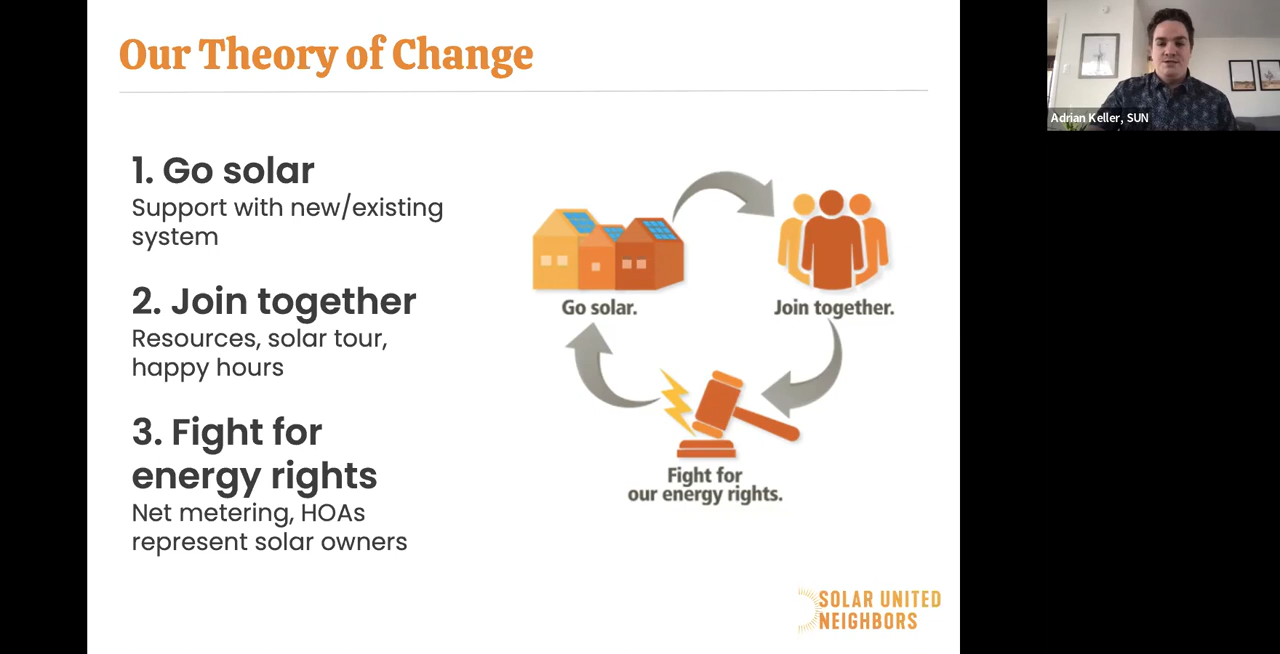 Our Theory of Change
1. Go solar
Support with new/existing
system
2. Join together
Resources, solar tour,
happy hours
3. Fight for
energy rights
Net metering, HOAs
represent solar owners
Go solar.
Join together.
Fight for
our energy rights.
SOLAR UNITED
NEIGHBORS
Adrian Keller, SUN